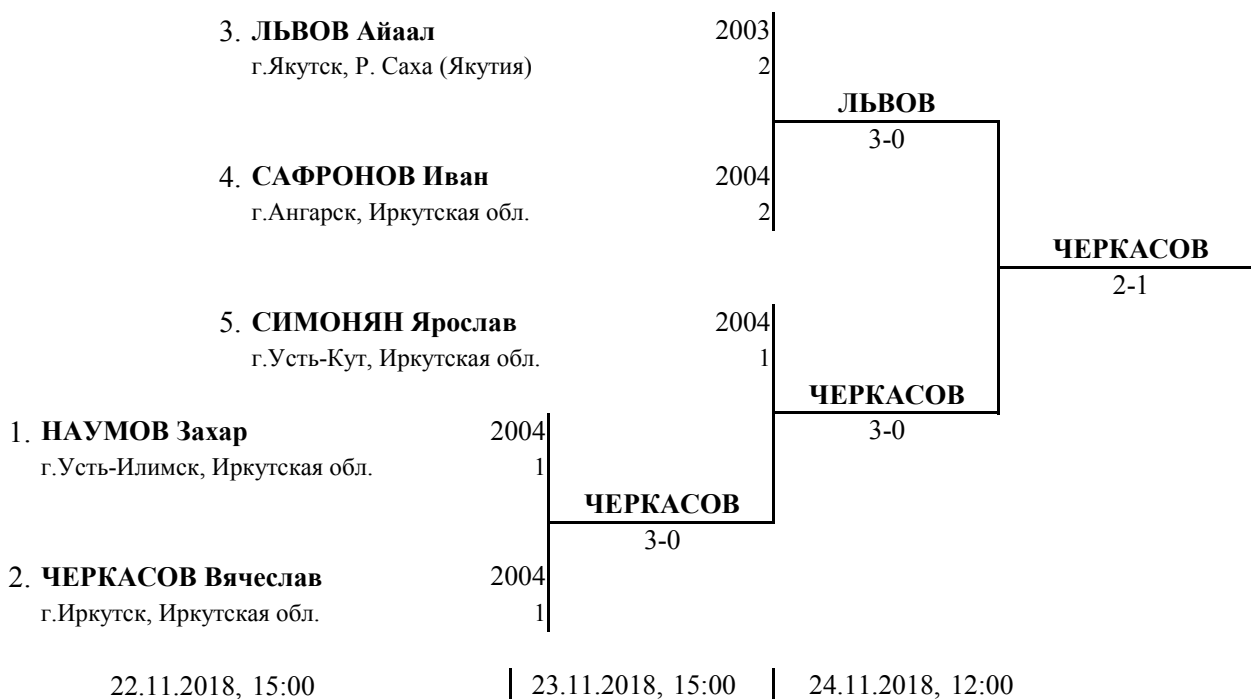 3. ЛЬВОВ Айаал 2003
г.Якутск, Р. Саха (Якутия) 2
ЛЬВОВ
3-0
4. САФРОНОВ Иван 2004
г.Ангарск, Иркутская обл. 2
ЧЕРКАСОВ
2-1
5. СИМОНЯН Ярослав 2004
г.Усть-Кут, Иркутская обл. 1
ЧЕРКАСОВ
3-0
1. НАУМОВ Захар 2004
г.Усть-Илимск, Иркутская обл. 1
ЧЕРКАСОВ
3-0
2. ЧЕРКАСОВ Вячеслав 2004
г.Иркутск, Иркутская обл. 1
22.11.2018, 15:00 23.11.2018, 15:00 24.11.2018, 12:00